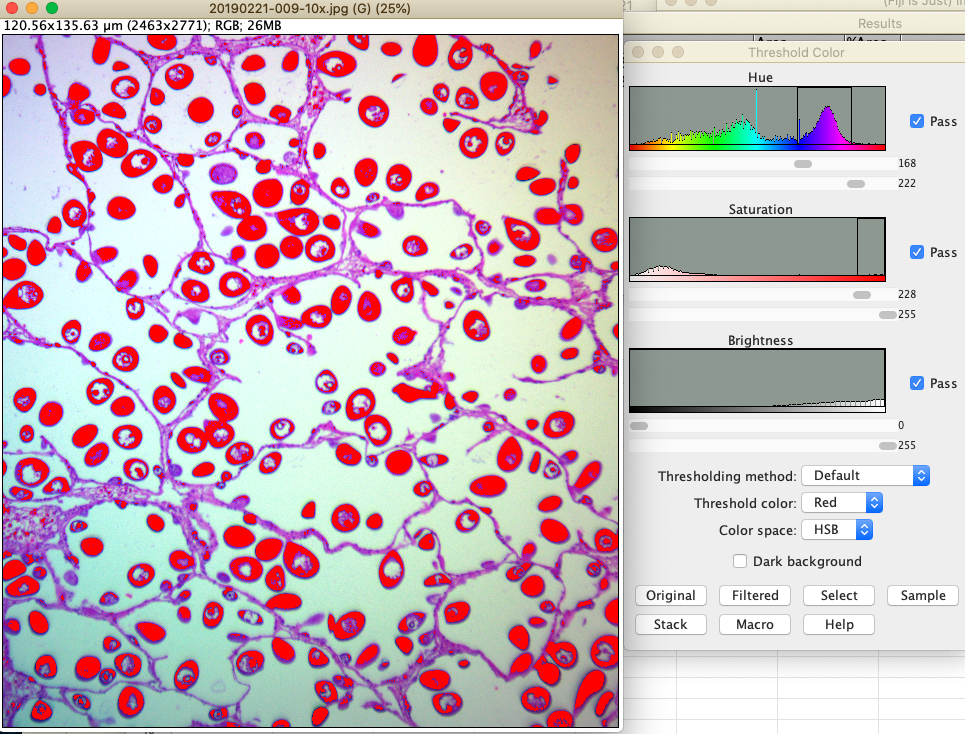 20190221-009-10x.jpg (G) (25%)
120.56x135.63 µm (2463x2771); RGB; 26MB
21
(Fiji Is Just) I
Results
Area
%Area
Threshold Color
Hue
Pass
168
222
Saturation
Pass
228
255
Brightness
Pass
0
255
Thresholding method: Default
Threshold color: Red
Color space: HSB
Dark background
Original Filtered Select Sample
Stack Macro Help